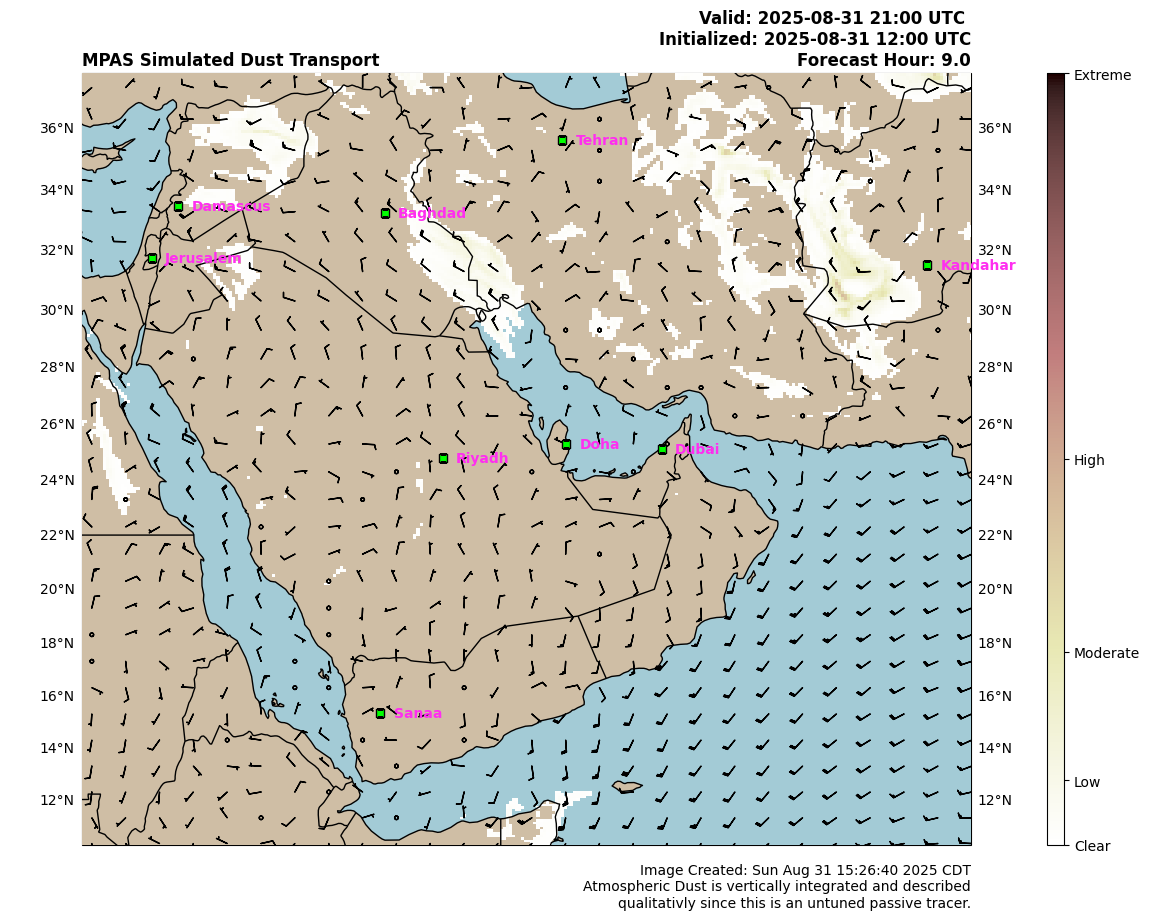 Valid: 2025-08-31 21:00 UTC
Initialized: 2025-08-31 12:00 UTC
MPAS Simulated Dust Transport
Forecast Hour: 9.0
Extreme
36°N
Tehran
36°N
34°N
34°N
Damascus
Baghdad
32°N
32°N
Jerusalem
Kandahar
30°N
30°N
28°N
28°N
26°N
26°N
Doha
Dubai
Riyadh
High
24°N
24°N
22°N
22°N
20°N
20°N
18°N
18°N
Moderate
16°N
16°N
Sanaa
14°N
14°N
Low
12°N
12°N
Clear
Image Created: Sun Aug 31 15:26:40 2025 CDT
Atmospheric Dust is vertically integrated and described
qualitativly since this is an untuned passive tracer.